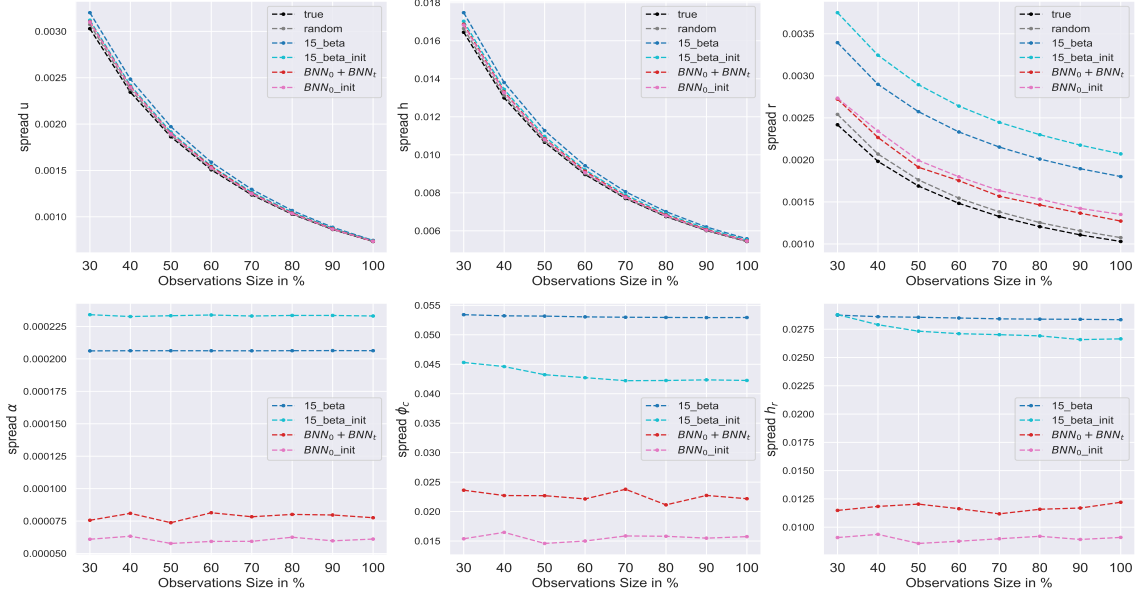 spread u
0.0030
0.0025
0.0020
0.0015
0.0010
true
random
15_beta
15_beta_init
BNN₀ + BNNₜ
BNN₀_init
30 40 50 60 70 80 90 100
Observations Size in %
spread h
0.018
0.016
0.014
0.012
0.010
0.008
0.006
true
random
15_beta
15_beta_init
BNN₀ + BNNₜ
BNN₀_init
30 40 50 60 70 80 90 100
Observations Size in %
spread r
0.0035
0.0030
0.0025
0.0020
0.0015
0.0010
true
random
15_beta
15_beta_init
BNN₀ + BNNₜ
BNN₀_init
30 40 50 60 70 80 90 100
Observations Size in %
spread α
0.000225
0.000200
0.000175
0.000150
0.000125
0.000100
0.000075
0.000050
15_beta
15_beta_init
BNN₀ + BNNₜ
BNN₀_init
30 40 50 60 70 80 90 100
Observations Size in %
spread ϕ_c
0.055
0.050
0.045
0.040
0.035
0.030
0.025
0.020
0.015
15_beta
15_beta_init
BNN₀ + BNNₜ
BNN₀_init
30 40 50 60 70 80 90 100
Observations Size in %
spread hᵣ
0.0275
0.0250
0.0225
0.0200
0.0175
0.0150
0.0125
0.0100
15_beta
15_beta_init
BNN₀ + BNNₜ
BNN₀_init
30 40 50 60 70 80 90 100
Observations Size in %